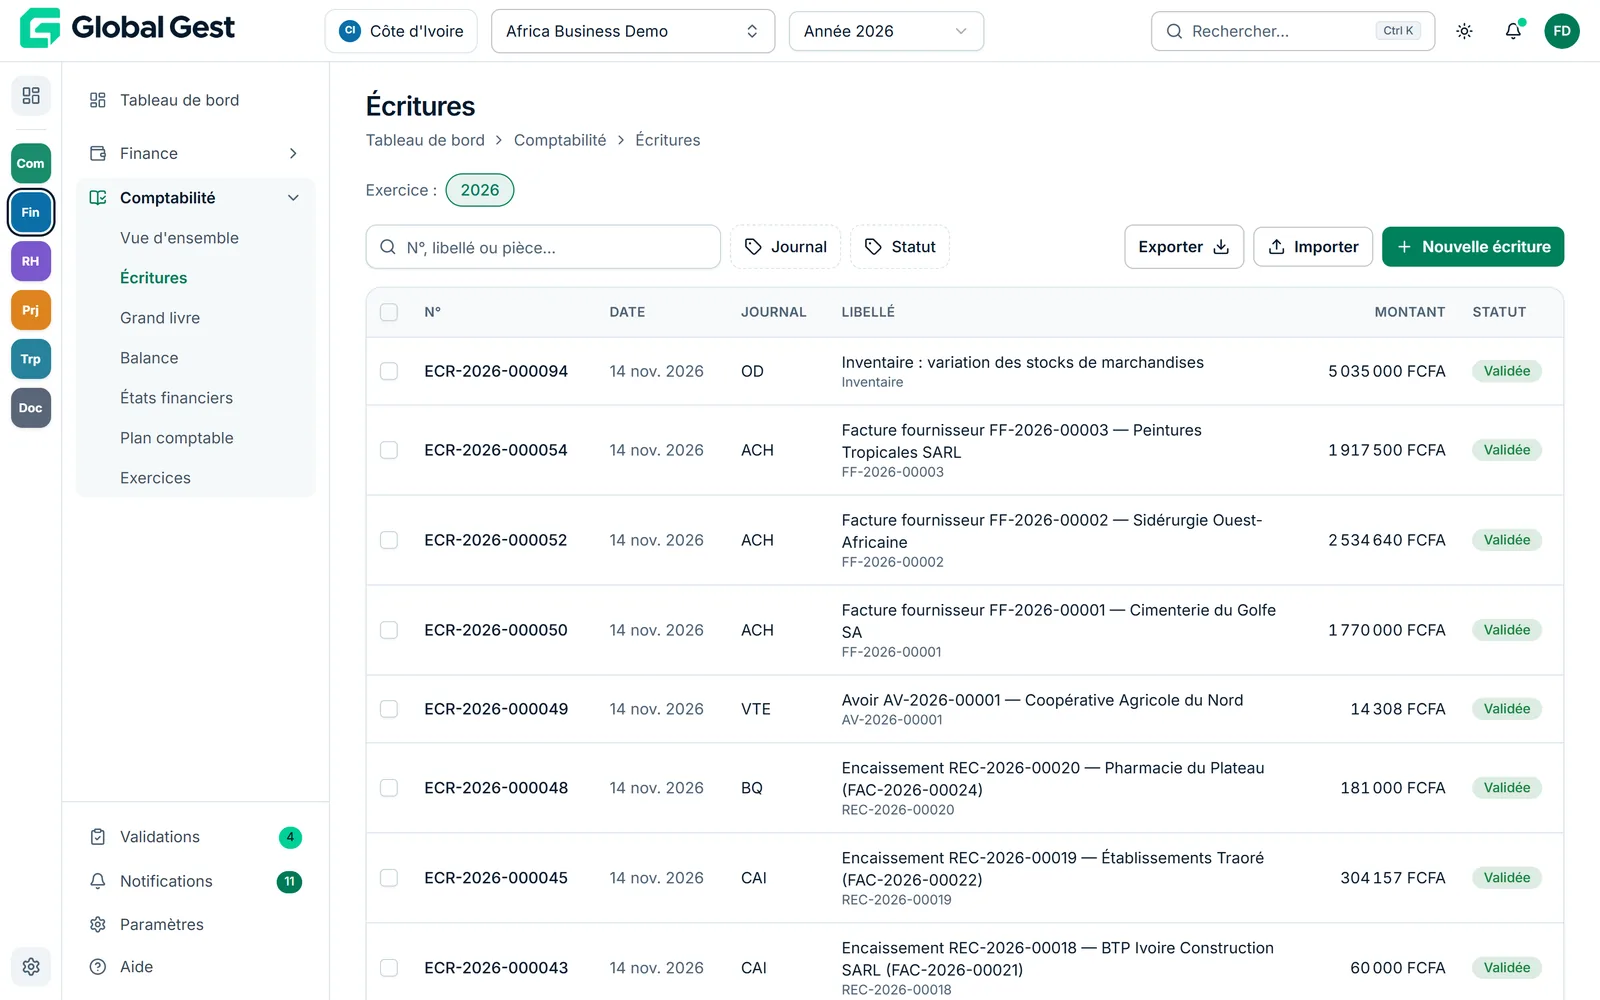 Global Gest
CI Côte d'Ivoire
Africa Business Demo
Année 2026
Rechercher...
Ctrl K
FD
Com
Fin
RH
Prj
Trp
Doc
Tableau de bord
Finance
Comptabilité
Vue d'ensemble
Écritures
Grand livre
Balance
États financiers
Plan comptable
Exercices
Validations 4
Notifications 11
Paramètres
Aide
Écritures
Tableau de bord > Comptabilité > Écritures
Exercice : 2026
N°, libellé ou pièce...
Journal
Statut
Exporter
Importer
+ Nouvelle écriture
N° DATE JOURNAL LIBELLÉ MONTANT STATUT
ECR-2026-000094 14 nov. 2026 OD Inventaire : variation des stocks de marchandises 5 035 000 FCFA Validée
Inventaire
ECR-2026-000054 14 nov. 2026 ACH Facture fournisseur FF-2026-00003 — Peintures 1 917 500 FCFA Validée
Tropicales SARL
FF-2026-00003
ECR-2026-000052 14 nov. 2026 ACH Facture fournisseur FF-2026-00002 — Sidérurgie Ouest- 2 534 640 FCFA Validée
Africaine
FF-2026-00002
ECR-2026-000050 14 nov. 2026 ACH Facture fournisseur FF-2026-00001 — Cimenterie du Golfe 1 770 000 FCFA Validée
SA
FF-2026-00001
ECR-2026-000049 14 nov. 2026 VTE Avoir AV-2026-00001 — Coopérative Agricole du Nord 14 308 FCFA Validée
AV-2026-00001
ECR-2026-000048 14 nov. 2026 BQ Encaissement REC-2026-00020 — Pharmacie du Plateau 181 000 FCFA Validée
(FAC-2026-00024)
REC-2026-00020
ECR-2026-000045 14 nov. 2026 CAI Encaissement REC-2026-00019 — Établissements Traoré 304 157 FCFA Validée
(FAC-2026-00022)
REC-2026-00019
ECR-2026-000043 14 nov. 2026 CAI Encaissement REC-2026-00018 — BTP Ivoire Construction 60 000 FCFA Validée
SARL (FAC-2026-00021)
REC-2026-00018